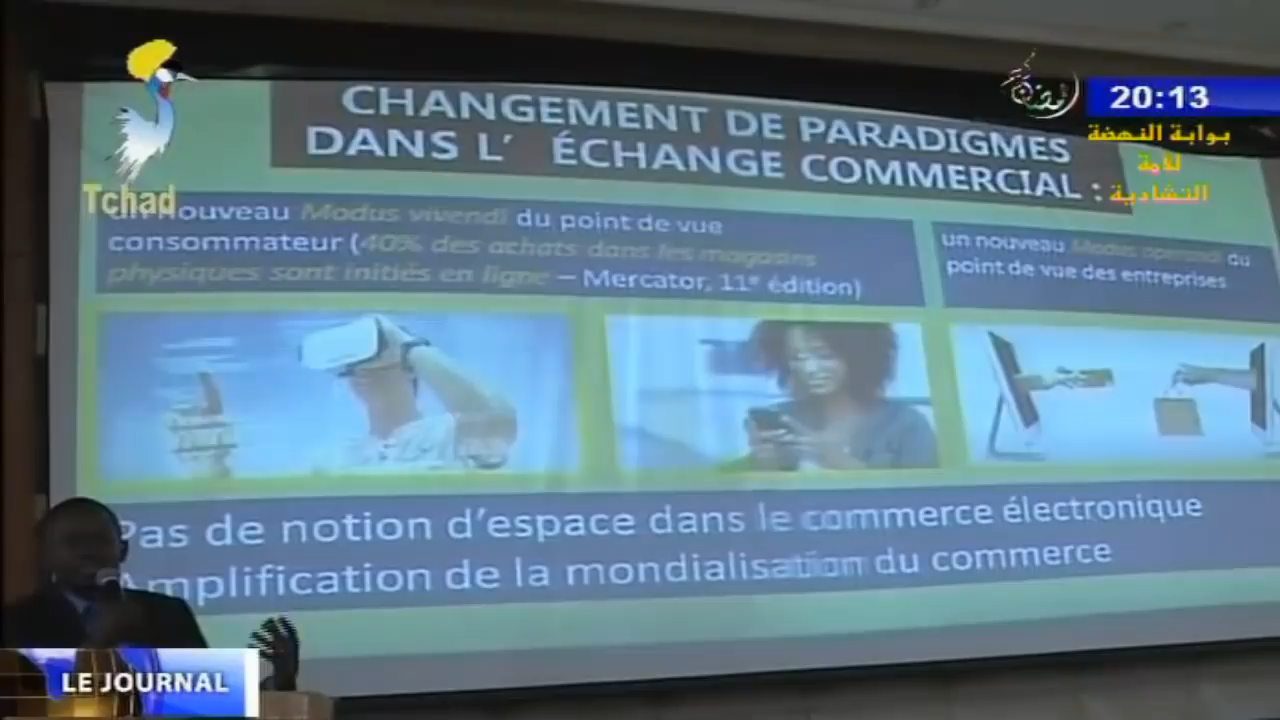 20:13
بوابة النهضة
لأمة
التشادية
Tchad
CHANGEMENT DE PARADIGMES
DANS L' ÉCHANGE COMMERCIAL :
nouveau Modus vivendi du point de vue
consommateur (40% des achats dans les magasins
physiques sont initiés en ligne – Mercator, 11e édition)
un nouveau Modus operandi du
point de vue des entreprises
Pas de notion d'espace dans le commerce électronique
Amplification de la mondialisation du commerce
LE JOURNAL